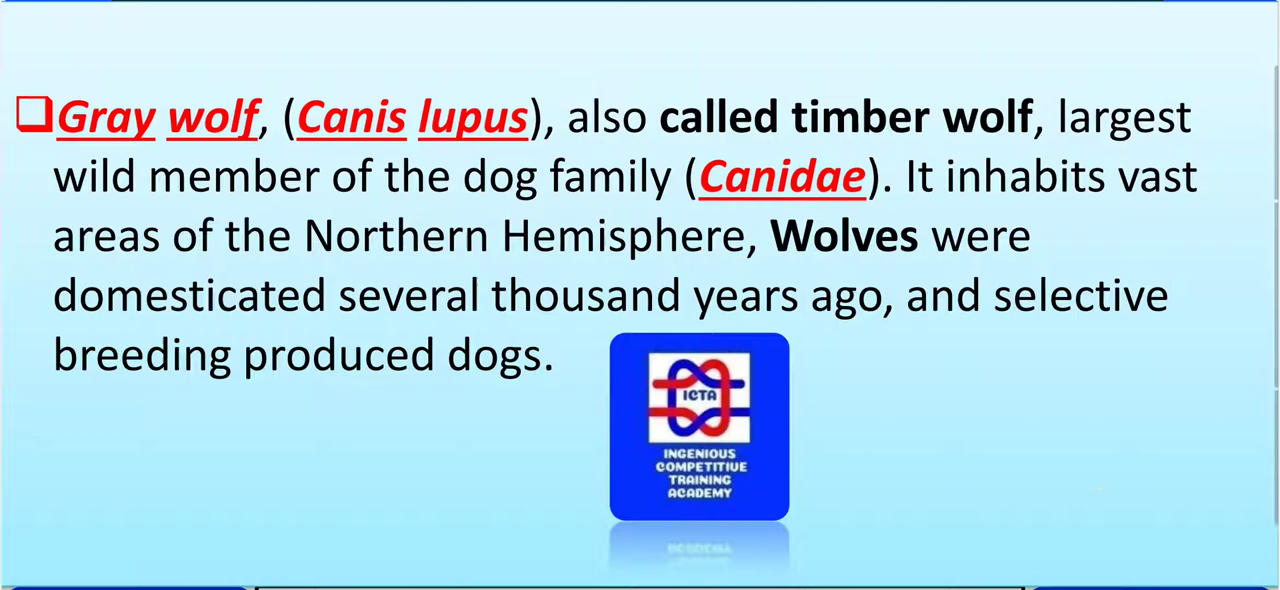 ❑Gray wolf, (Canis lupus), also called timber wolf, largest
wild member of the dog family (Canidae). It inhabits vast
areas of the Northern Hemisphere, Wolves were
domesticated several thousand years ago, and selective
breeding produced dogs.
ICTA
INGENIOUS
COMPETITIVE
TRAINING
ACADEMY